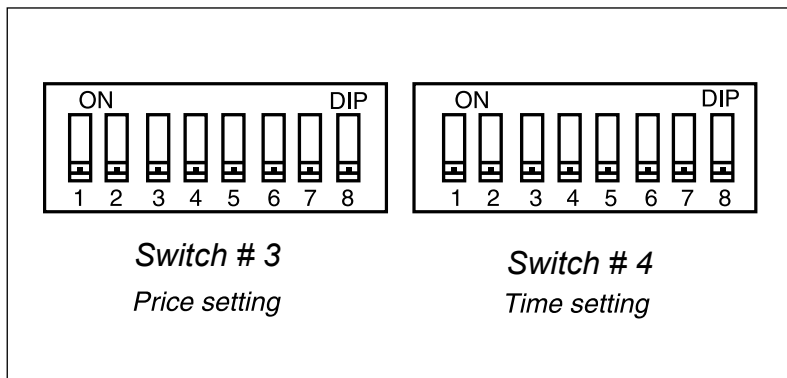 ON DIP
1 2 3 4 5 6 7 8
Switch # 3
Price setting
ON DIP
1 2 3 4 5 6 7 8
Switch # 4
Time setting